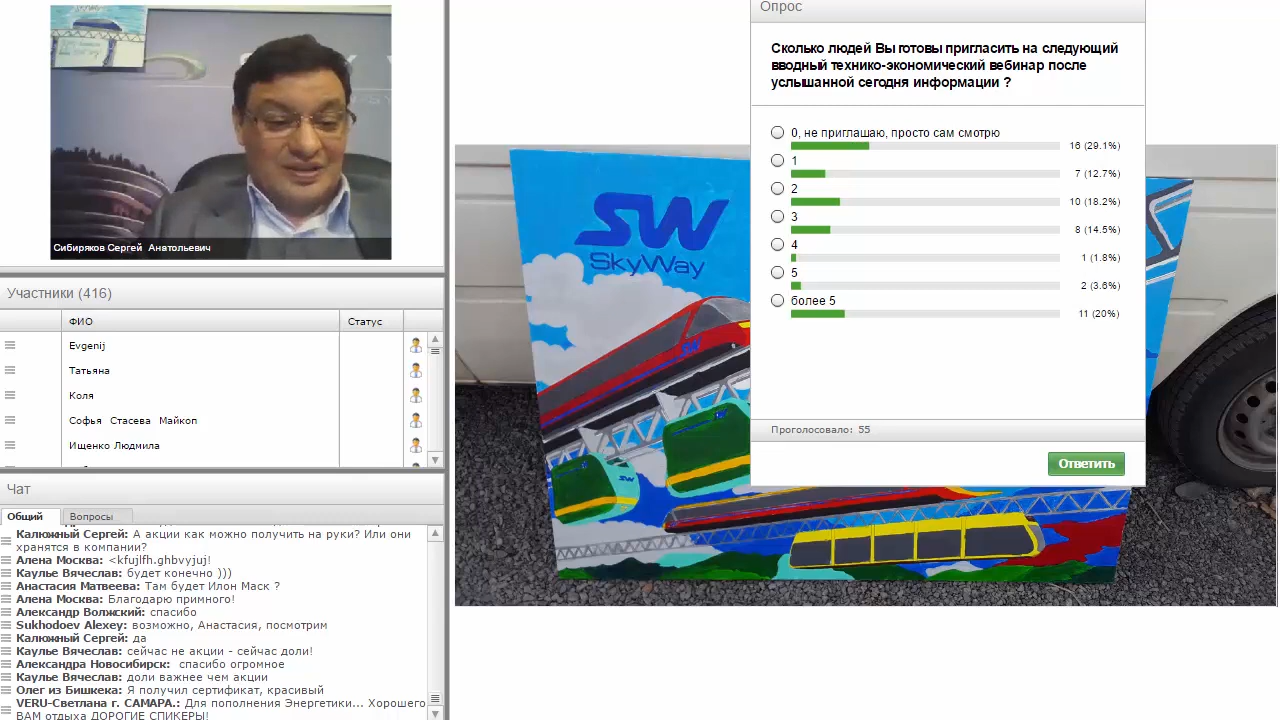 Сибиряков Сергей Анатольевич
Участники (416)
ФИО
Статус
Evgenij
Татьяна
Коля
Софья Стасева Майкоп
Ищенко Людмила
Чат
Общий
Вопросы
Калюжный Сергей: А акции как можно получить на руки? Или они
хранятся в компании?
Алена Москва: <kfujlfh.ghbvyjuj!
Каулье Вячеслав: будет конечно )))
Анастасия Матвеева: Там будет Илон Маск ?
Алена Москва: Благодарю примного!
Александр Волжский: спасибо
Sukhodoev Alexey: возможно, Анастасия, посмотрим
Калюжный Сергей: да
Каулье Вячеслав: сейчас не акции - сейчас доли!
Александра Новосибирск: спасибо огромное
Каулье Вячеслав: доли важнее чем акции
Олег из Бишкека: Я получил сертификат, красивый
VERU-Светлана г. САМАРА.: Для пополнения Энергетики... Хорошего
ВАМ отдыха ДОРОГИЕ СПИКЕРЫ!
Опрос
Сколько людей Вы готовы пригласить на следующий
вводный технико-экономический вебинар после
услышанной сегодня информации ?
0, не приглашаю, просто сам смотрю
16 (29.1%)
1
7 (12.7%)
2
10 (18.2%)
3
8 (14.5%)
4
1 (1.8%)
5
2 (3.6%)
более 5
11 (20%)
Проголосовало: 55
Ответить
SW
SkyWay
SW
SW